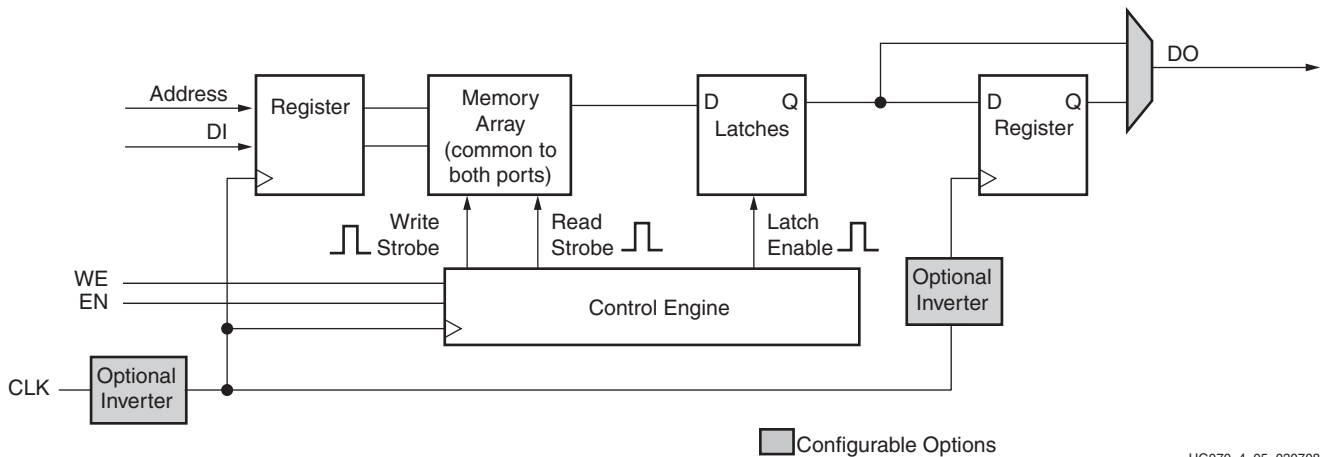 Address
DI
Register
Memory
Array
(common to
both ports)
D Q
Latches
D Q
Register
DO
Write
Strobe
Read
Strobe
Latch
Enable
WE
EN
Control Engine
Optional
Inverter
CLK
Optional
Inverter
Configurable Options